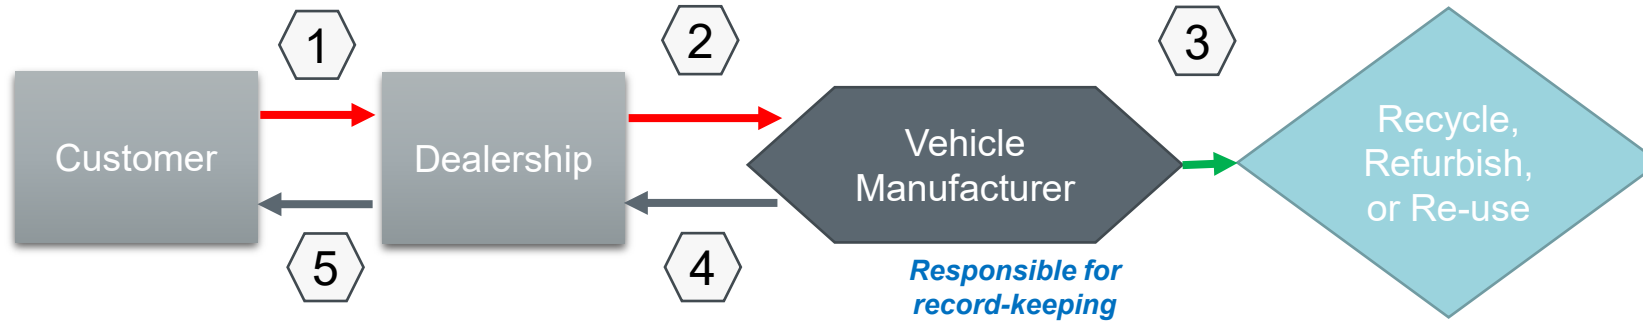 1
2
3
Customer
Dealership
Vehicle
Manufacturer
Recycle,
Refurbish,
or Re-use
5
4
Responsible for
record-keeping